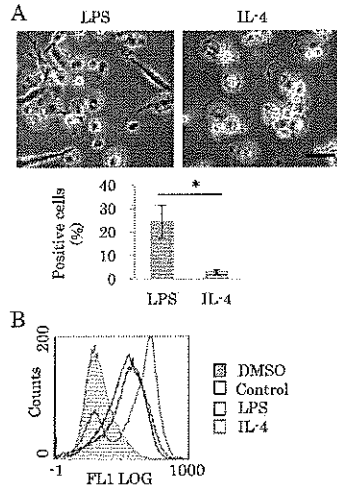 A
LPS IL-4
Positive cells
(%)
40
30
20
10
0
*
LPS IL-4
B
Counts
200
0
-1 1000
FL1 LOG
DMSO
Control
LPS
IL-4